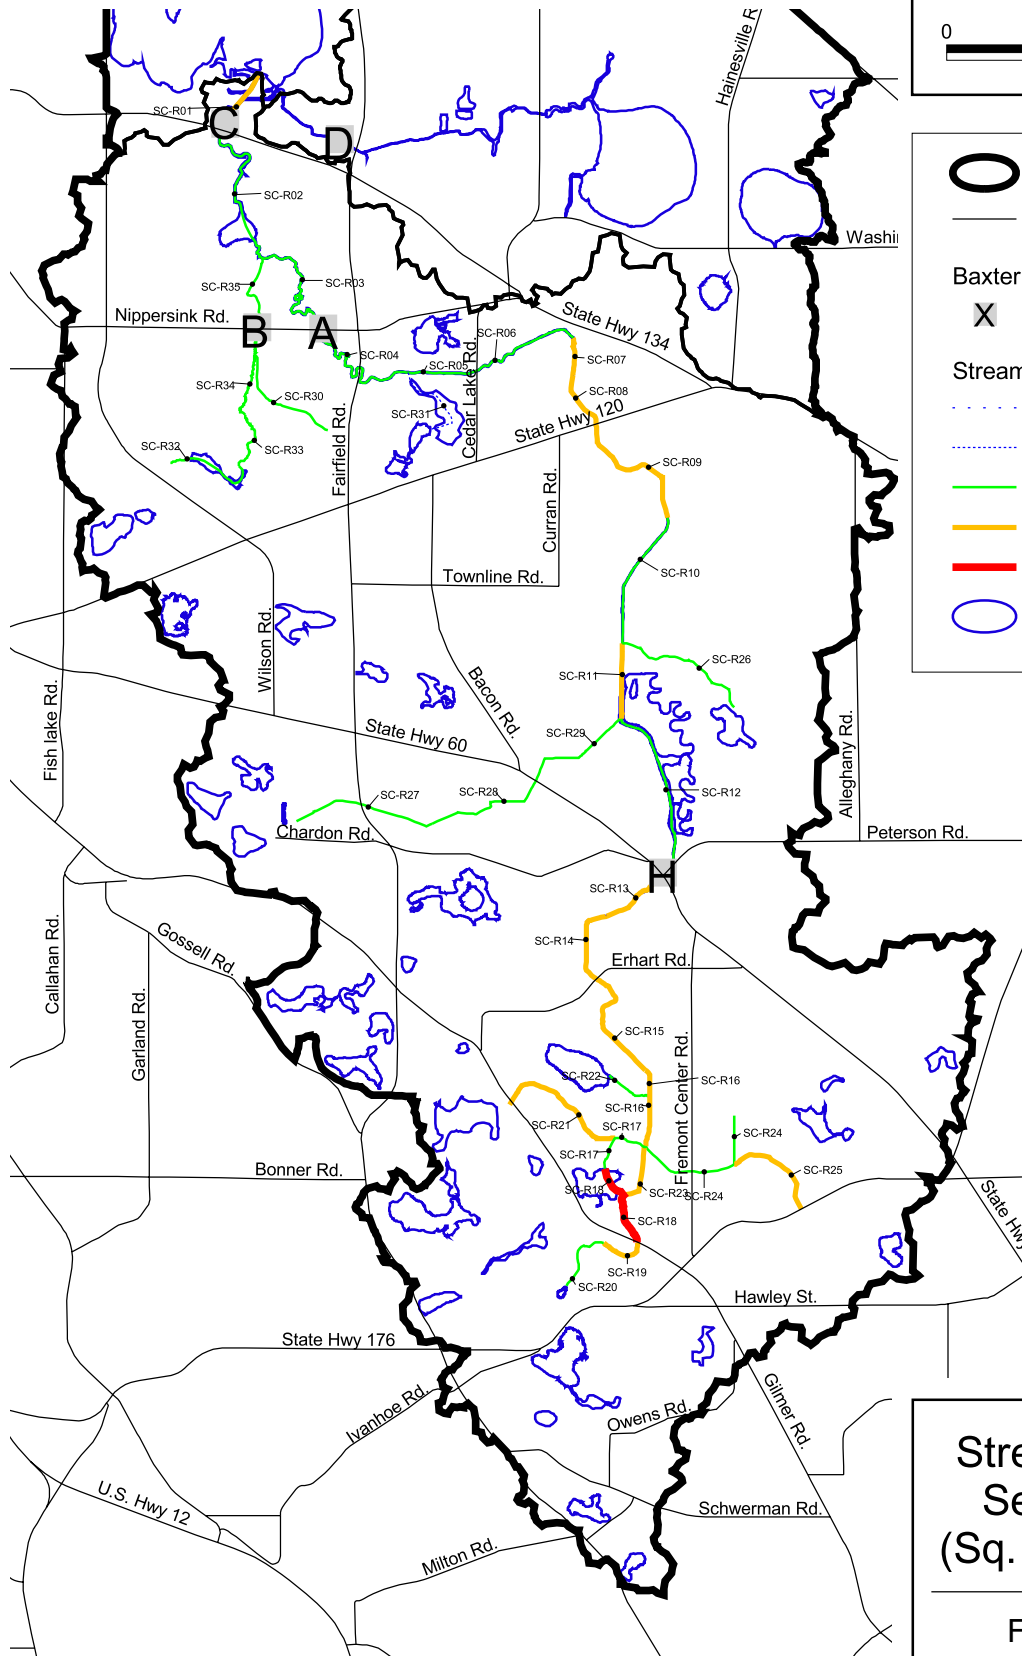 0
Hainesville R
SC-R01
C
D
SC-R02
Washi
SC-R35
SC-R03
Baxter
X
Nippersink Rd.
B
A
State Hwy 134
SC-R06
SC-R04
SC-R05
SC-R07
Stream
SC-R34
SC-R30
SC-R31
Cedar Lake Rd.
SC-R08
State Hwy 120
SC-R32
SC-R33
Fairfield Rd.
SC-R09
Curran Rd.
SC-R10
Townline Rd.
Wilson Rd.
SC-R26
SC-R11
Bacon Rd.
Fish lake Rd.
State Hwy 60
SC-R29
Alleghany Rd.
SC-R27
SC-R28
SC-R12
Chardon Rd.
Peterson Rd.
H
SC-R13
Callahan Rd.
Gossell Rd.
SC-R14
Erhart Rd.
Garland Rd.
SC-R15
Fremont Center Rd.
SC-R22
SC-R16
SC-R16
SC-R21
SC-R17
SC-R24
SC-R17
Bonner Rd.
SC-R25
SC-R18
SC-R23
SC-R24
State Hwy
SC-R18
SC-R19
SC-R20
Hawley St.
State Hwy 176
Ivanhoe Rd.
Gilmer Rd.
Owens Rd.
Stre
Se
(Sq.
U.S. Hwy 12
Schwerman Rd.
Milton Rd.
F